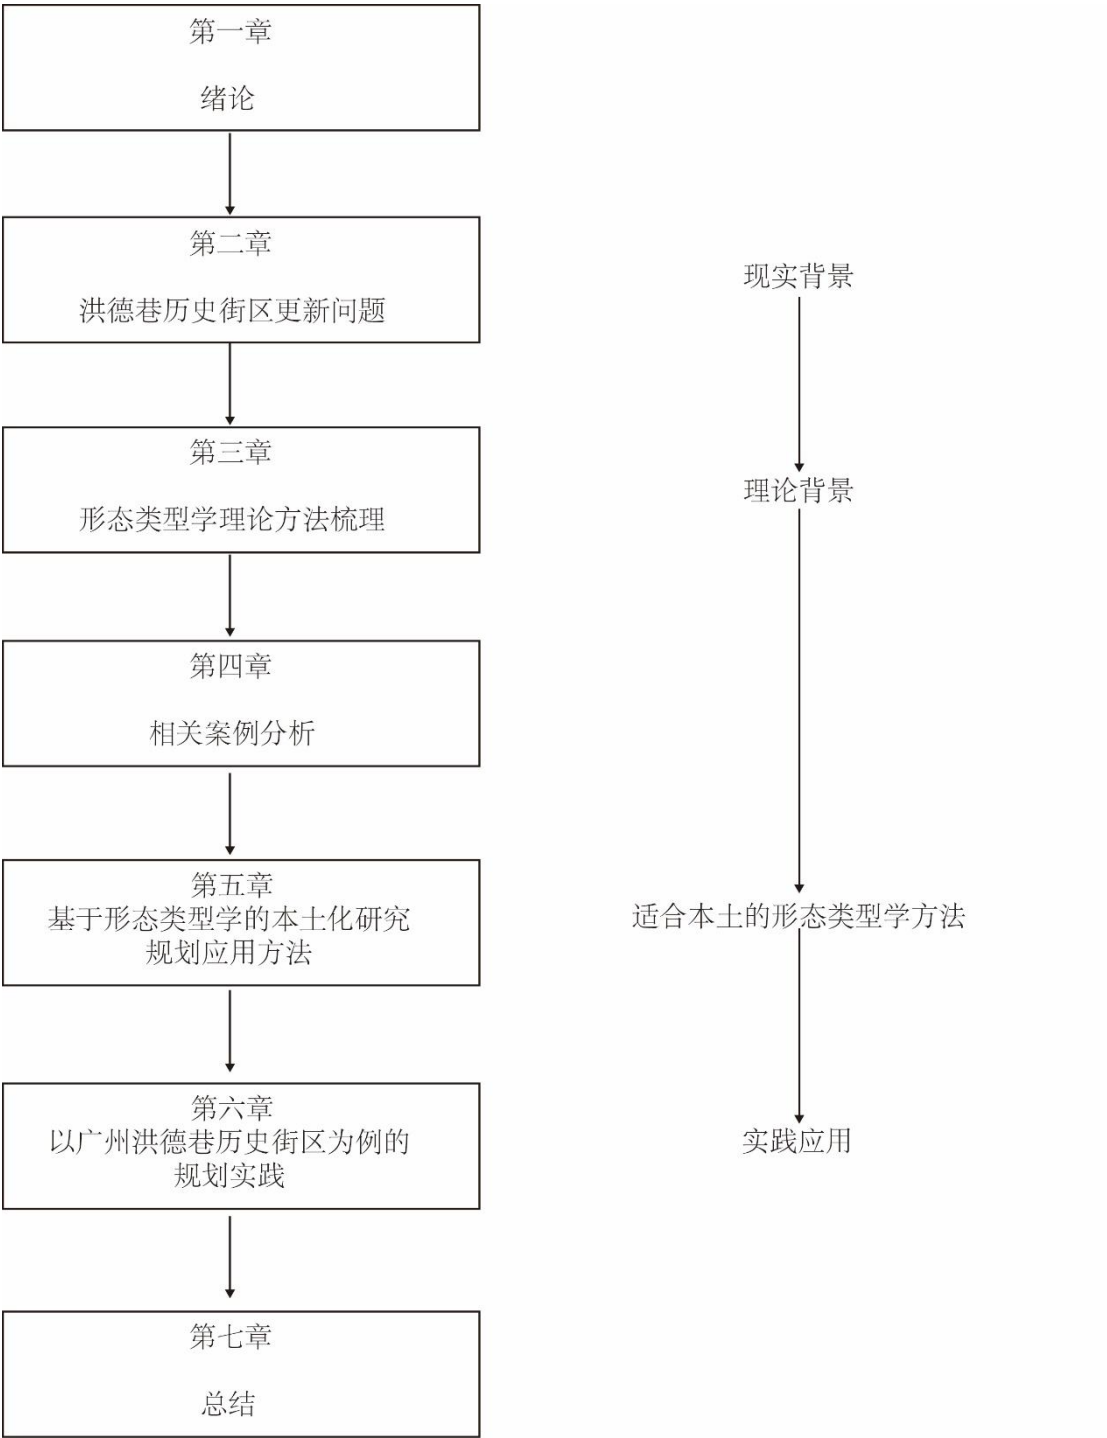 第一章
绪论
第二章
洪德巷历史街区更新问题
现实背景
第三章
形态类型学理论方法梳理
理论背景
第四章
相关案例分析
第五章
基于形态类型学的本土化研究
规划应用方法
适合本土的形态类型学方法
第六章
以广州洪德巷历史街区为例的
规划实践
实践应用
第七章
总结